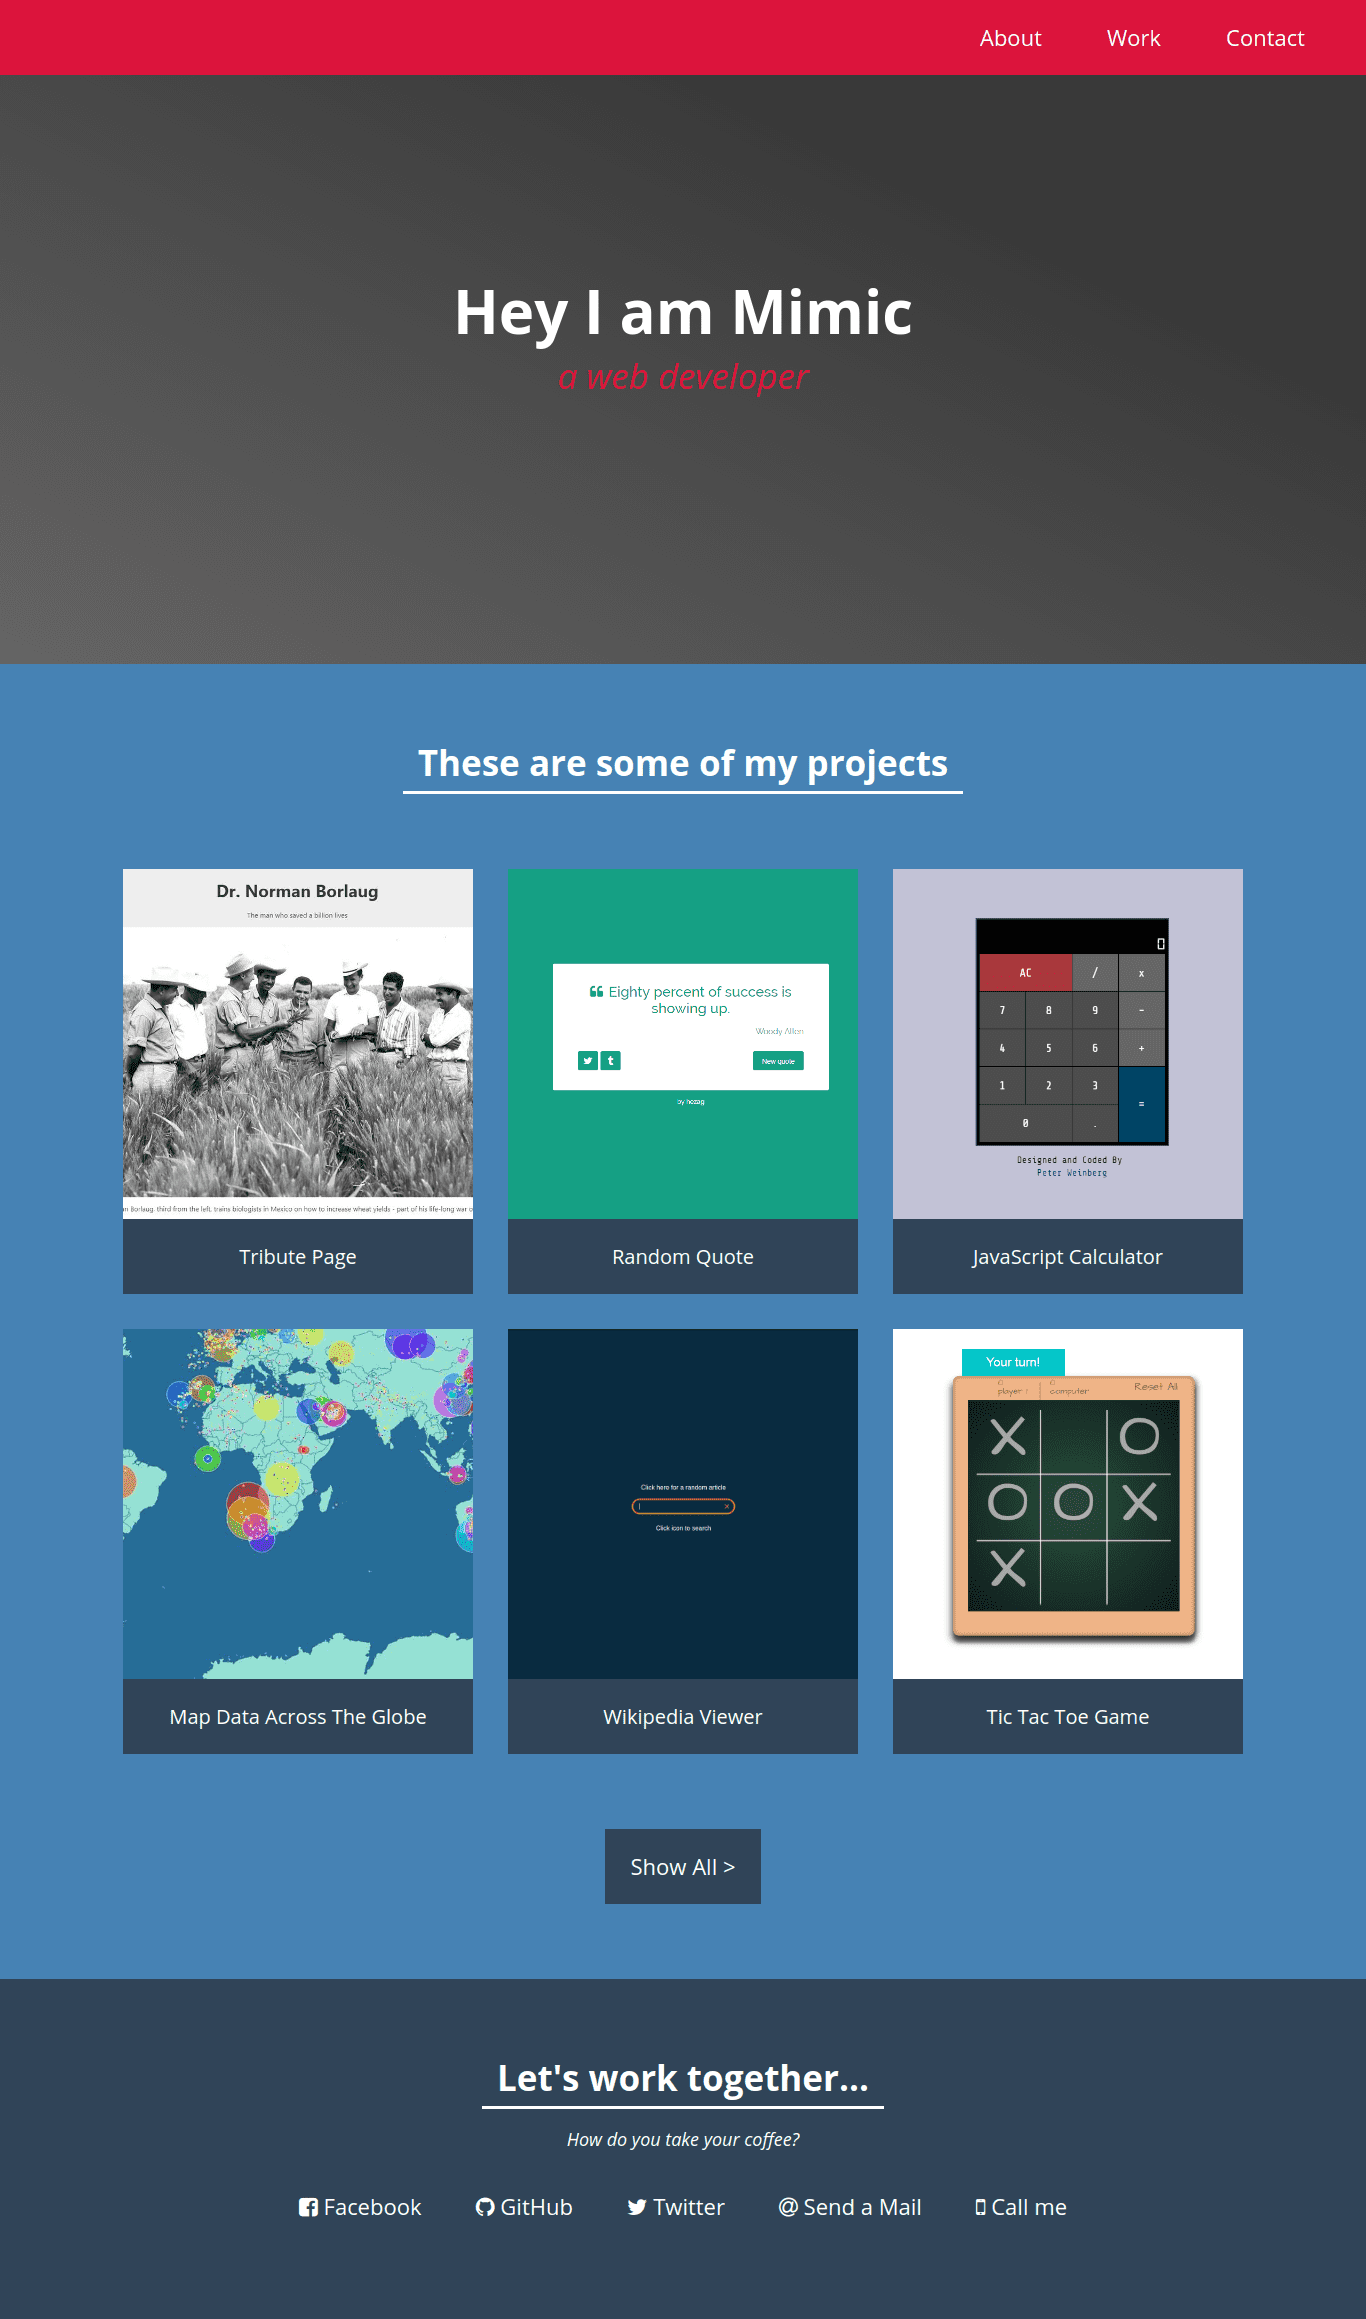 About Work Contact
Hey I am Mimic
a web developer
These are some of my projects
Dr. Norman Borlaug
The man who saved a billion lives
n Borlaug, third from the left, trains biologists in Mexico on how to increase wheat yields - part of his life-long war o
Tribute Page
Eighty percent of success is
showing up.
Woody Allen
New quote
by hezag
Random Quote
0
AC / x
7 8 9 -
4 5 6 +
1 2 3
=
0 .
Designed and Coded By
Peter Weinberg
JavaScript Calculator
Map Data Across The Globe
Click here for a random article
Click icon to search
Wikipedia Viewer
Your turn!
0 0
player 1 computer Reset All
X O
O O X
X
Tic Tac Toe Game
Show All >
Let's work together...
How do you take your coffee?
Facebook GitHub Twitter @ Send a Mail Call me